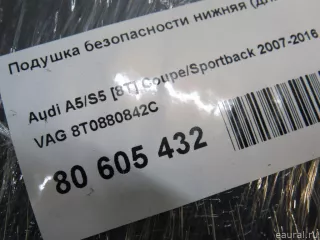 Подушка безопасности нижняя
Audi A5/S5 [8T] Coupe/Sportback 2007-2016
VAG 8T0880842C
80 605 432
eaural.ru